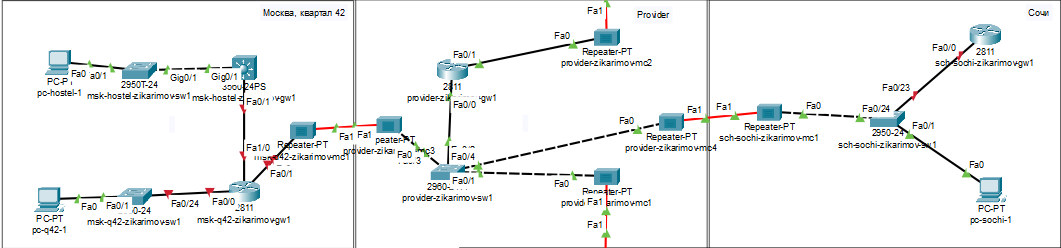 Москва, квартал 42
Provider
Сочи
Fa1
Fa0
Repeater-PT
provider-zikarimov-mc2
Fa0/1
2811
Fa0/0
Fa0/0
2811
sch-sochi-zikarimov-gw1
PC-P
pc-hostel-1
Fa0
a0/1
2950T-24
msk-hostel-zikarimov-sw1
Gig0/1
Gig0/1
24PS
Fa0/1
Fa0/23
Fa0/24
2950-24
sch-sochi-zikarimov-sw1
Fa0/1
Fa0
Repeater-PT
sch-sochi-zikarimov-mc1
Fa1
Fa1
Fa0
Repeater-PT
provider-zikarimov-mc4
Fa0
Repeater-PT
Fa1
Fa1
Fa0
Fa1/0
Fa0/1
Fa0/4
Fa0/1
provider-zikarimov-sw1
Fa0
Repeater-PT
Fa1
PC-PT
pc-q42-1
Fa0
Fa0/1
msk-q42-zikarimov-sw1
Fa0/24
Fa0/0
2811
msk-q42-zikarimov-gw1
PC-PT
pc-sochi-1